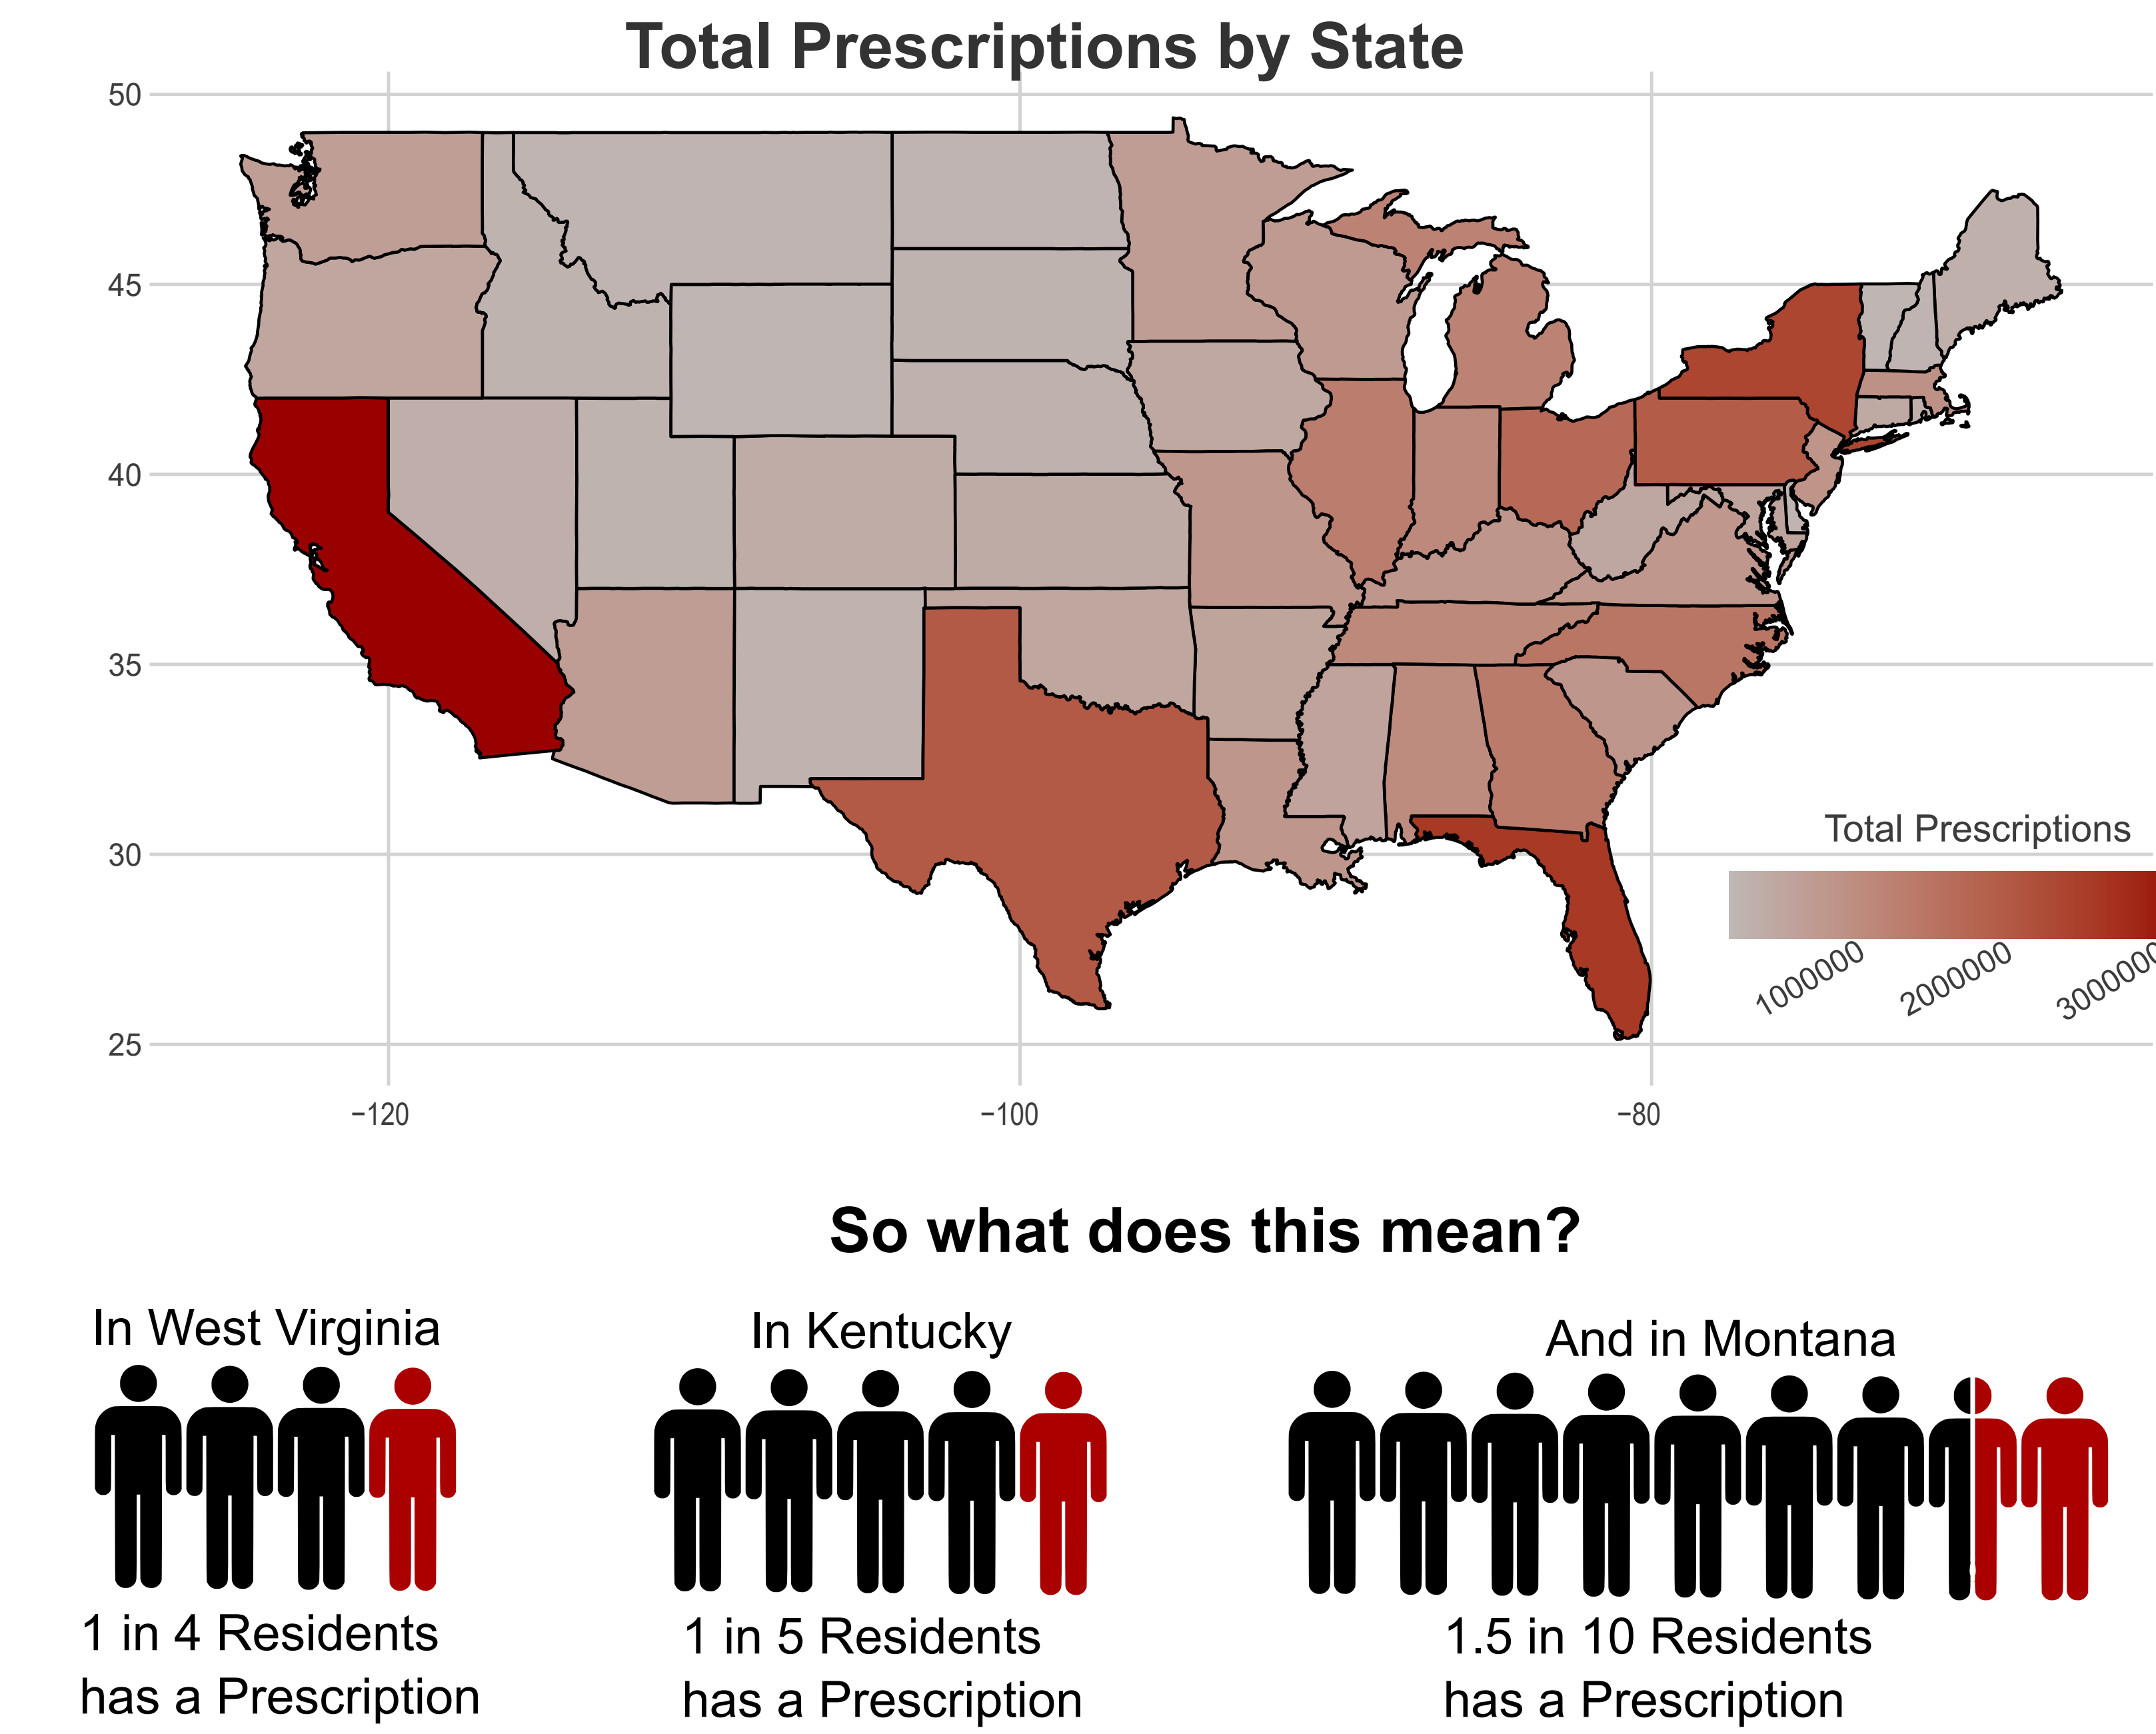 Total Prescriptions by State
50
45
40
35
30
25
−120
−100
−80
Total Prescriptions
1000000
2000000
3000000
So what does this mean?
In West Virginia
1 in 4 Residents
has a Prescription
In Kentucky
1 in 5 Residents
has a Prescription
And in Montana
1.5 in 10 Residents
has a Prescription